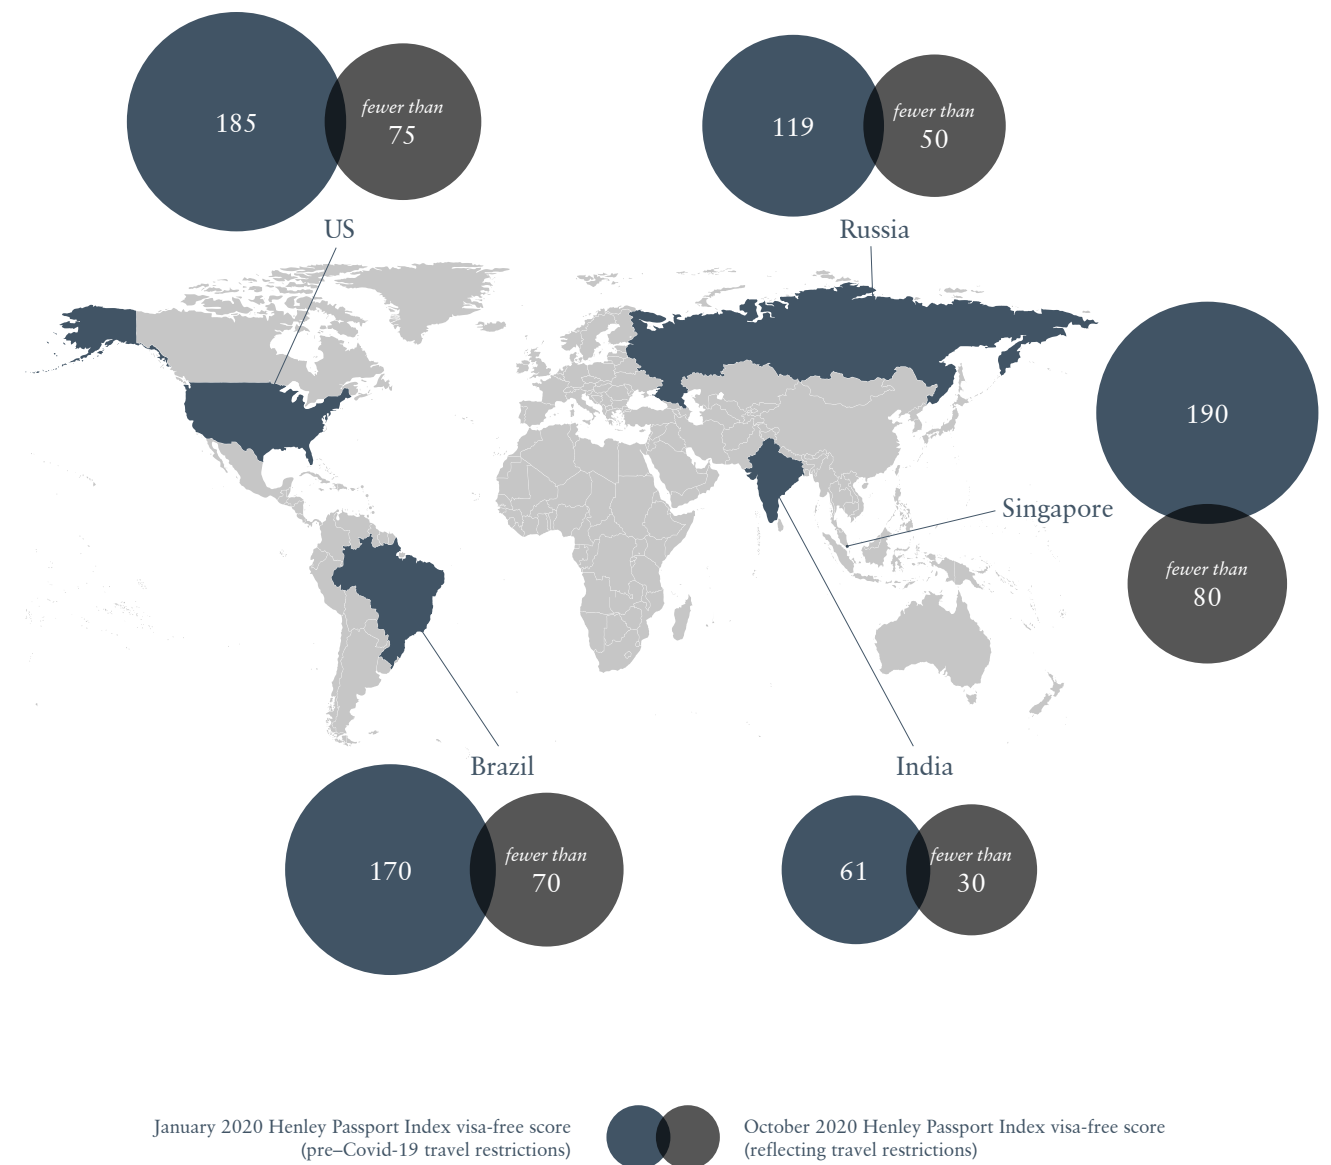 185
fewer than
75
US
119
fewer than
50
Russia
190
fewer than
80
Singapore
Brazil
170
fewer than
70
India
61
fewer than
30
January 2020 Henley Passport Index visa-free score
(pre–Covid-19 travel restrictions)
October 2020 Henley Passport Index visa-free score
(reflecting travel restrictions)